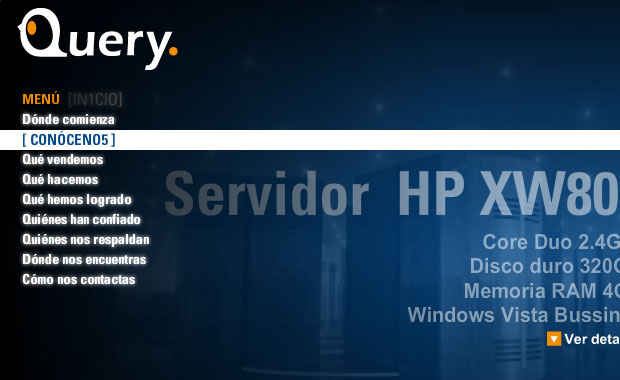 Query.
MENÚ [IN1CIO]
Dónde comienza
[ CONÓCENO5 ]
Qué vendemos
Qué hacemos
Qué hemos logrado
Quiénes han confiado
Quiénes nos respaldan
Dónde nos encuentras
Cómo nos contactas
Servidor HP XW80
Core Duo 2.4G
Disco duro 320G
Memoria RAM 4G
Windows Vista Bussin
Ver deta